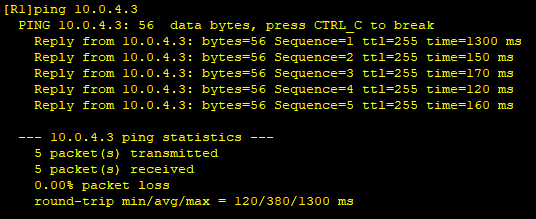 [R1]ping 10.0.4.3
PING 10.0.4.3: 56  data bytes, press CTRL_C to break
Reply from 10.0.4.3: bytes=56 Sequence=1 ttl=255 time=1300 ms
Reply from 10.0.4.3: bytes=56 Sequence=2 ttl=255 time=150 ms
Reply from 10.0.4.3: bytes=56 Sequence=3 ttl=255 time=170 ms
Reply from 10.0.4.3: bytes=56 Sequence=4 ttl=255 time=120 ms
Reply from 10.0.4.3: bytes=56 Sequence=5 ttl=255 time=160 ms
--- 10.0.4.3 ping statistics ---
5 packet(s) transmitted
5 packet(s) received
0.00% packet loss
round-trip min/avg/max = 120/380/1300 ms